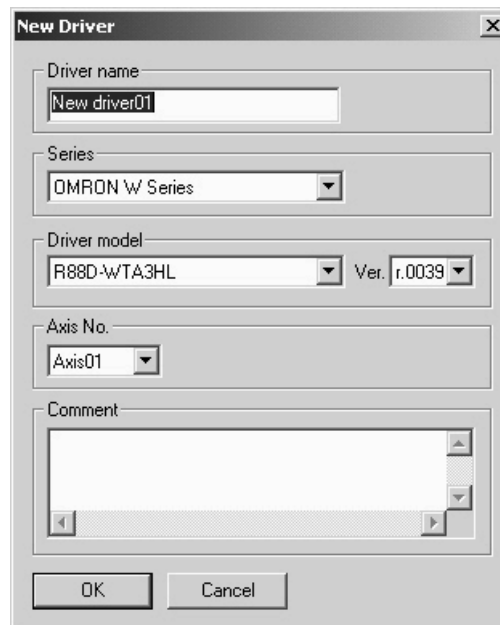 New Driver
Driver name
New driver01
Series
OMRON W Series
Driver model
R88D-WTA3HL Ver. r.0039
Axis No.
Axis01
Comment
OK Cancel